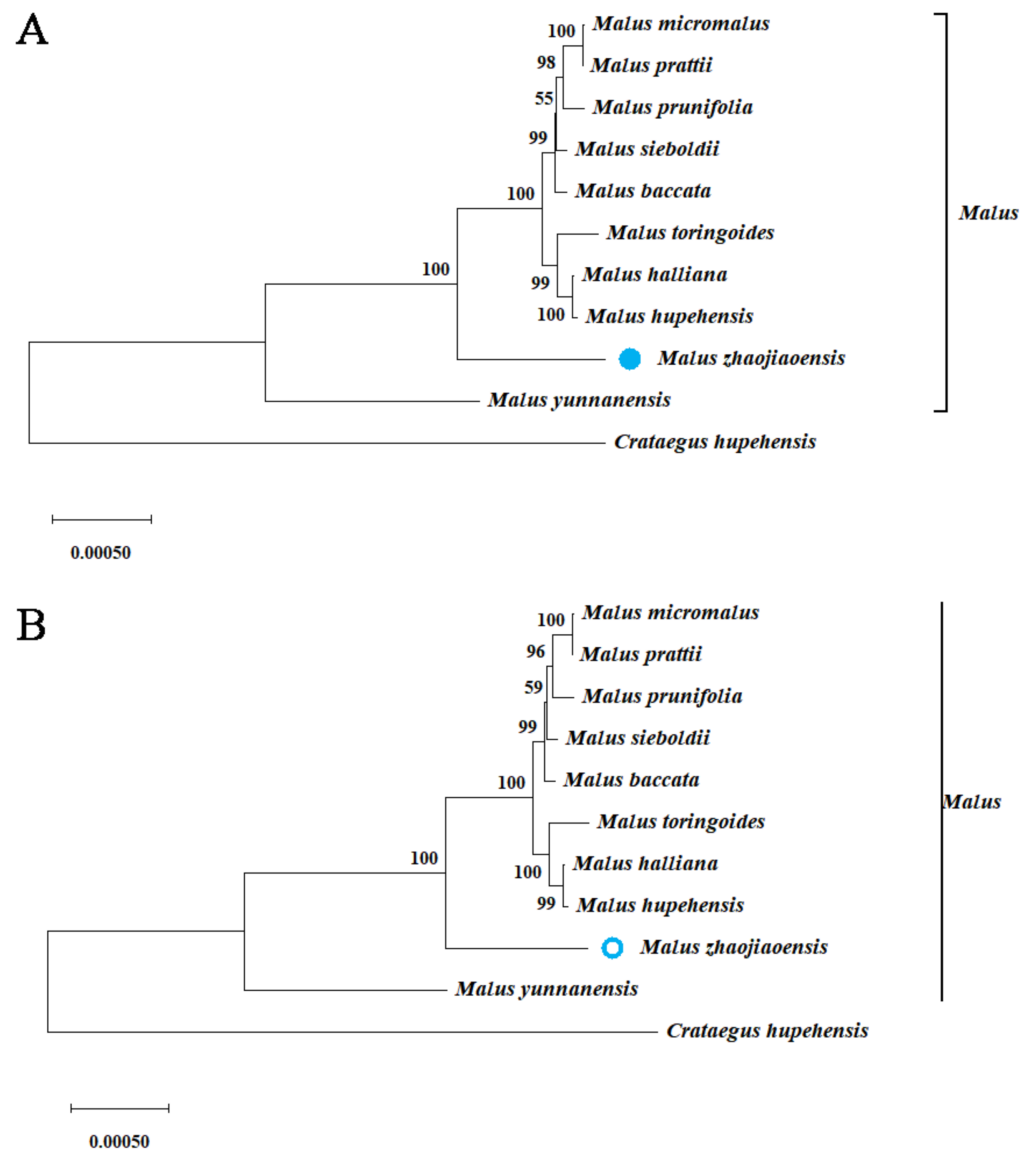 A
100
Malus micromalus
98
Malus prattii
55
Malus prunifolia
99
Malus sieboldii
100
Malus baccata
Malus
Malus toringoides
100
99
Malus halliana
100
Malus hupehensis
Malus zhaojiaoensis
Malus yunnanensis
Crataegus hupehensis
0.00050
B
100
Malus micromalus
96
Malus prattii
59
Malus prunifolia
99
Malus sieboldii
100
Malus baccata
Malus
Malus toringoides
100
100
Malus halliana
99
Malus hupehensis
Malus zhaojiaoensis
Malus yunnanensis
Crataegus hupehensis
0.00050